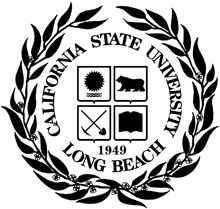 CALIFORNIA STATE UNIVERSITY
1949
LONG BEACH